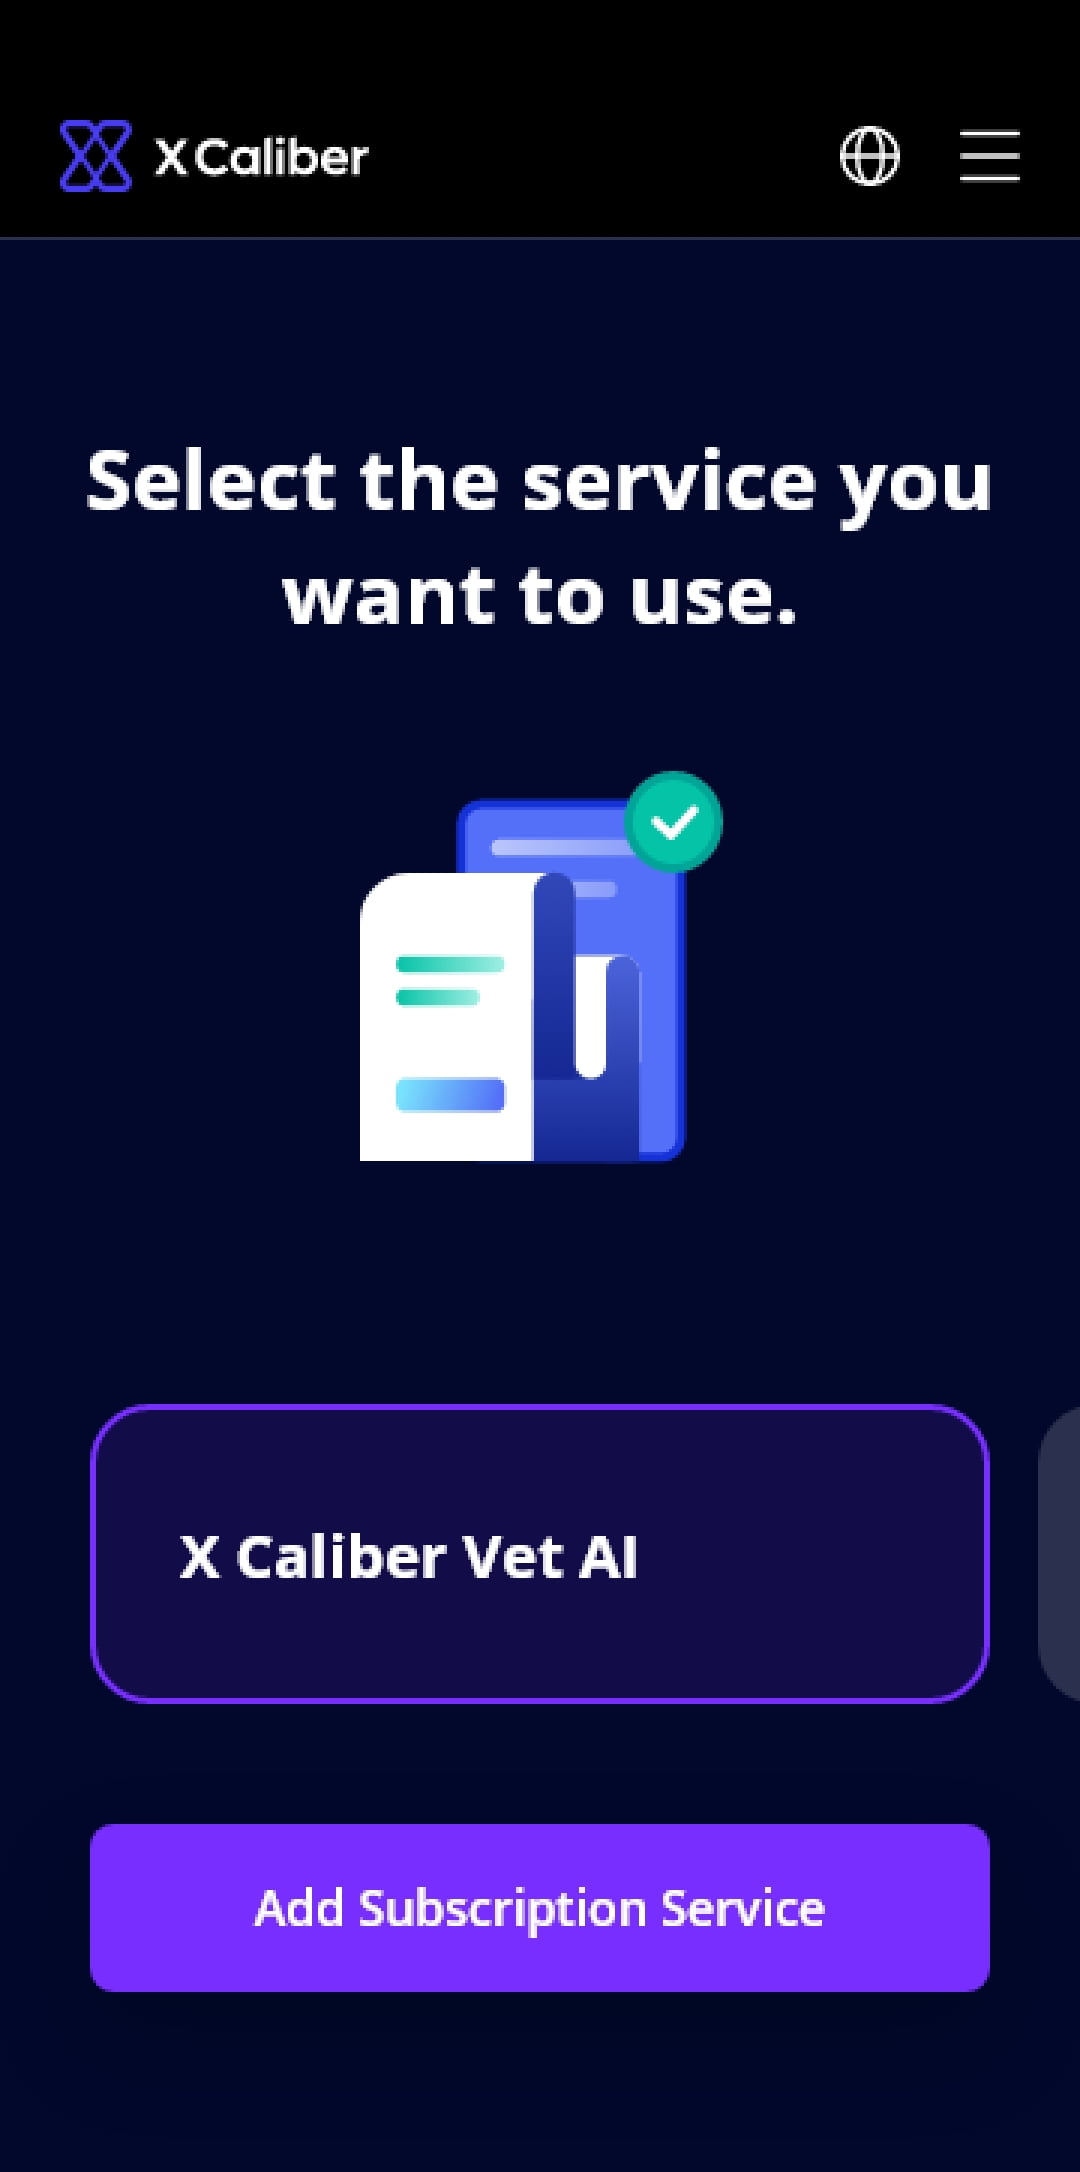 X Caliber
Select the service you
want to use.
X Caliber Vet AI
Add Subscription Service